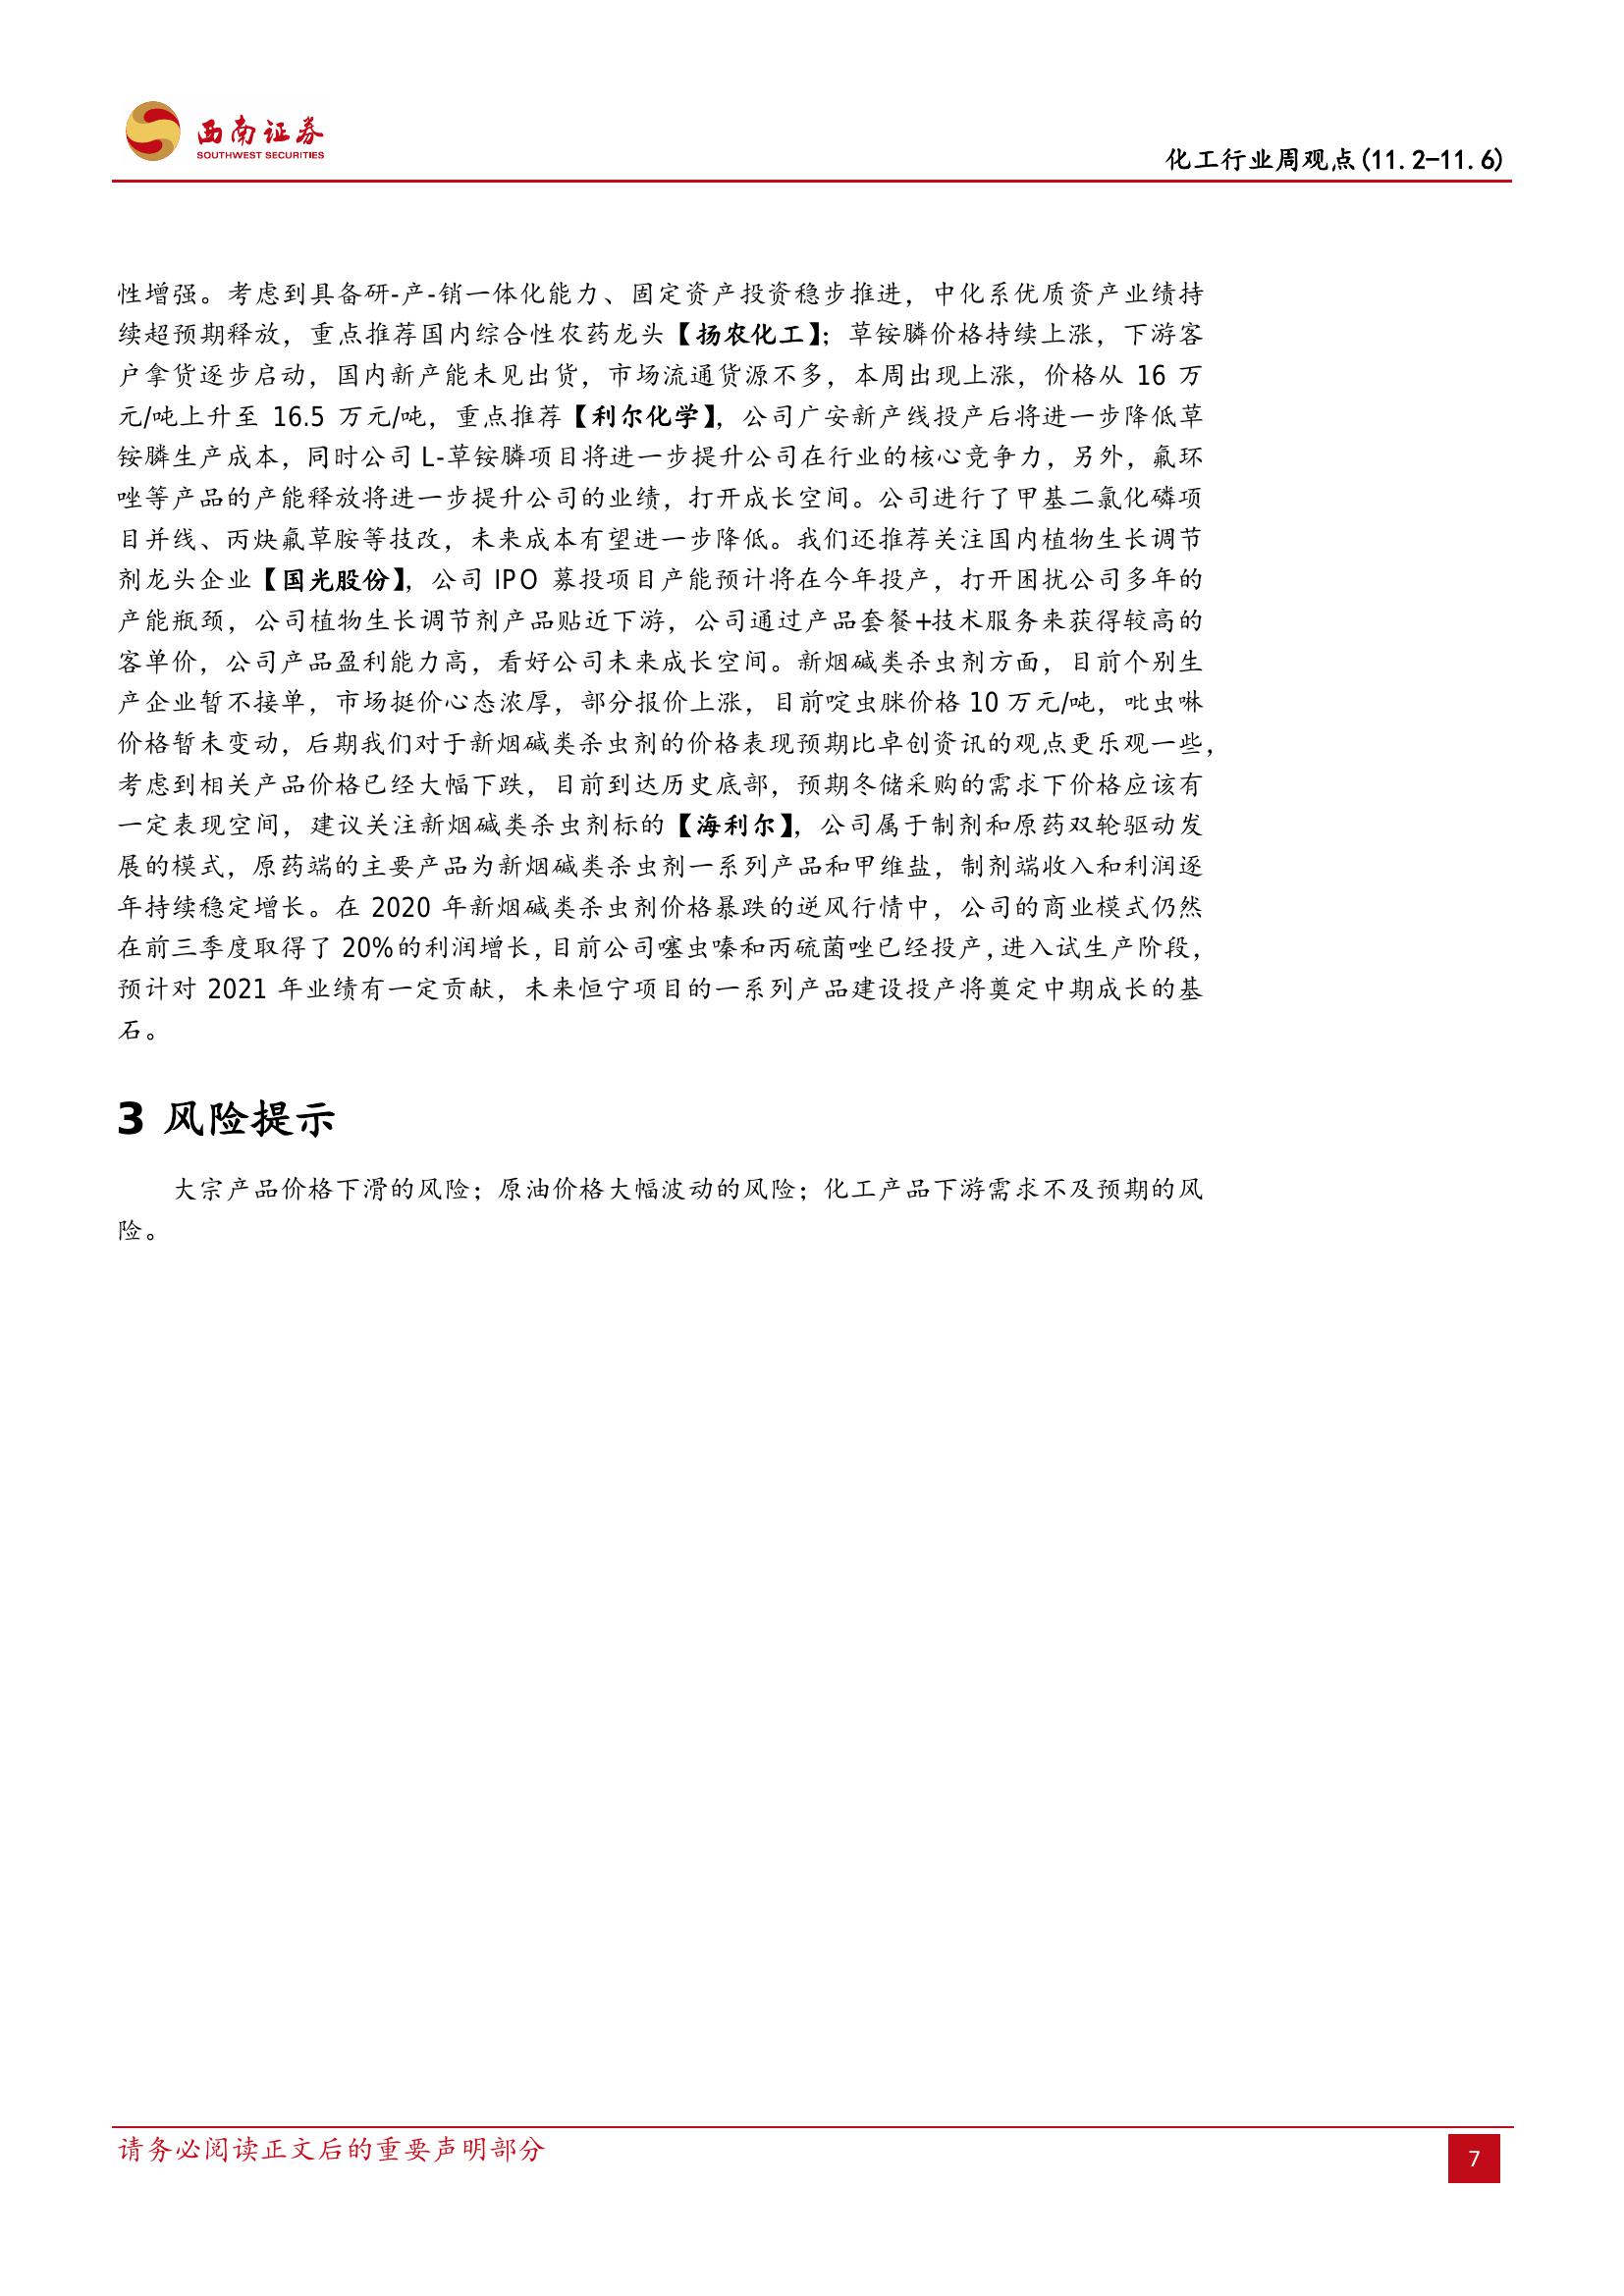 西南证券
SOUTHWEST SECURITIES
化工行业周观点(11.2-11.6)
性增强。考虑到具备研-产-销一体化能力、固定资产投资稳步推进，中化系优质资产业绩持
续超预期释放，重点推荐国内综合性农药龙头【扬农化工】；草铵膦价格持续上涨，下游客
户拿货逐步启动，国内新产能未见出货，市场流通货源不多，本周出现上涨，价格从 16 万
元/吨上升至 16.5 万元/吨，重点推荐【利尔化学】，公司广安新产线投产后将进一步降低草
铵膦生产成本，同时公司 L-草铵膦项目将进一步提升公司在行业的核心竞争力，另外，氟环
唑等产品的产能释放将进一步提升公司的业绩，打开成长空间。公司进行了甲基二氯化磷项
目并线、丙炔氟草胺等技改，未来成本有望进一步降低。我们还推荐关注国内植物生长调节
剂龙头企业【国光股份】，公司 IPO 募投项目产能预计将在今年投产，打开困扰公司多年的
产能瓶颈，公司植物生长调节剂产品贴近下游，公司通过产品套餐+技术服务来获得较高的
客单价，公司产品盈利能力高，看好公司未来成长空间。新烟碱类杀虫剂方面，目前个别生
产企业暂不接单，市场挺价心态浓厚，部分报价上涨，目前啶虫脒价格 10 万元/吨，吡虫啉
价格暂未变动，后期我们对于新烟碱类杀虫剂的价格表现预期比卓创资讯的观点更乐观一些，
考虑到相关产品价格已经大幅下跌，目前到达历史底部，预期冬储采购的需求下价格应该有
一定表现空间，建议关注新烟碱类杀虫剂标的【海利尔】，公司属于制剂和原药双轮驱动发
展的模式，原药端的主要产品为新烟碱类杀虫剂一系列产品和甲维盐，制剂端收入和利润逐
年持续稳定增长。在 2020 年新烟碱类杀虫剂价格暴跌的逆风行情中，公司的商业模式仍然
在前三季度取得了 20%的利润增长，目前公司噻虫嗪和丙硫菌唑已经投产，进入试生产阶段，
预计对 2021 年业绩有一定贡献，未来恒宁项目的一系列产品建设投产将奠定中期成长的基
石。
3 风险提示
大宗产品价格下滑的风险；原油价格大幅波动的风险；化工产品下游需求不及预期的风
险。
请务必阅读正文后的重要声明部分
7